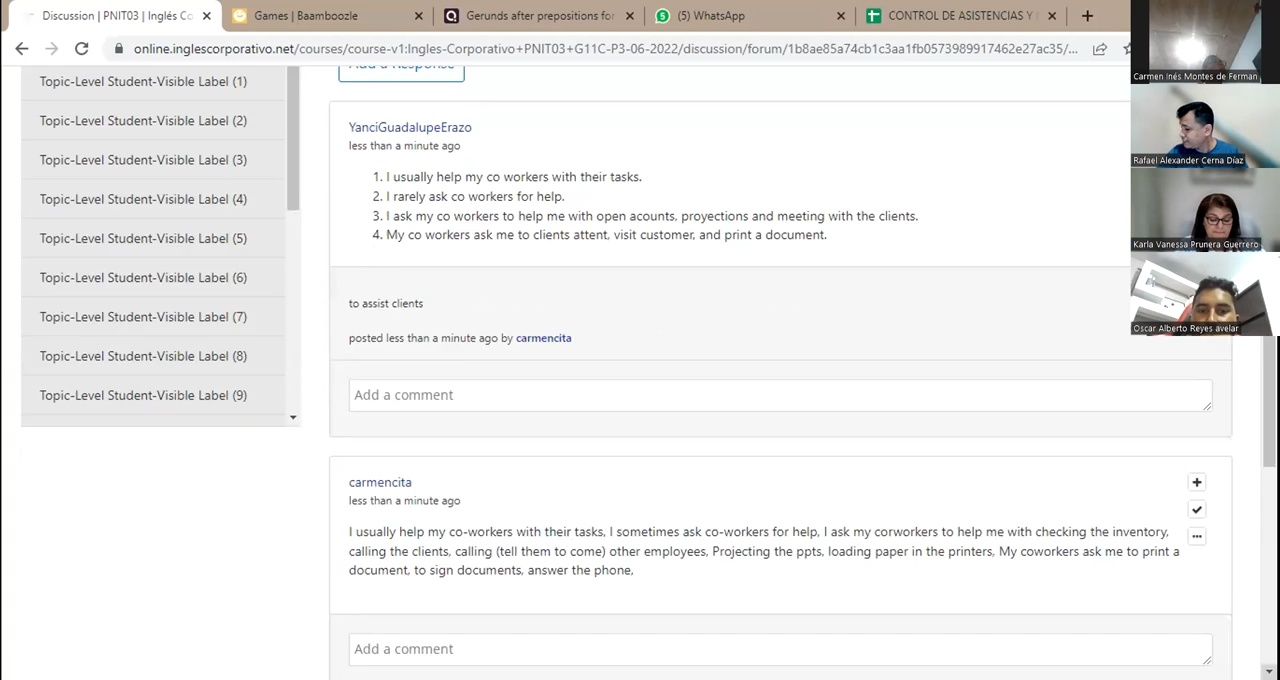 Discussion | PNIT03 | Inglés Co
Games | Baamboozle
Gerunds after prepositions for
(5) WhatsApp
CONTROL DE ASISTENCIAS Y
online.inglescorporativo.net/courses/course-v1:Ingles-Corporativo+PNIT03+G11C-P3-06-2022/discussion/forum/1b8ae85a74cb1c3aa1fb0573989917462e27ac35/...
Carmen Inés Montes de Ferman
Rafael Alexander Cerna Díaz
Karla Vanessa Prunera Guerrero
Oscar Alberto Reyes avelar
Topic-Level Student-Visible Label (1)
Topic-Level Student-Visible Label (2)
Topic-Level Student-Visible Label (3)
Topic-Level Student-Visible Label (4)
Topic-Level Student-Visible Label (5)
Topic-Level Student-Visible Label (6)
Topic-Level Student-Visible Label (7)
Topic-Level Student-Visible Label (8)
Topic-Level Student-Visible Label (9)
Add a Response
YanciGuadalupeErazo
less than a minute ago
1. I usually help my co workers with their tasks.
2. I rarely ask co workers for help.
3. I ask my co workers to help me with open acounts, proyections and meeting with the clients.
4. My co workers ask me to clients attent, visit customer, and print a document.
to assist clients
posted less than a minute ago by carmencita
Add a comment
carmencita
less than a minute ago
I usually help my co-workers with their tasks, I sometimes ask co-workers for help, I ask my corworkers to help me with checking the inventory,
calling the clients, calling (tell them to come) other employees, Projecting the ppts, loading paper in the printers, My coworkers ask me to print a
document, to sign documents, answer the phone,
Add a comment